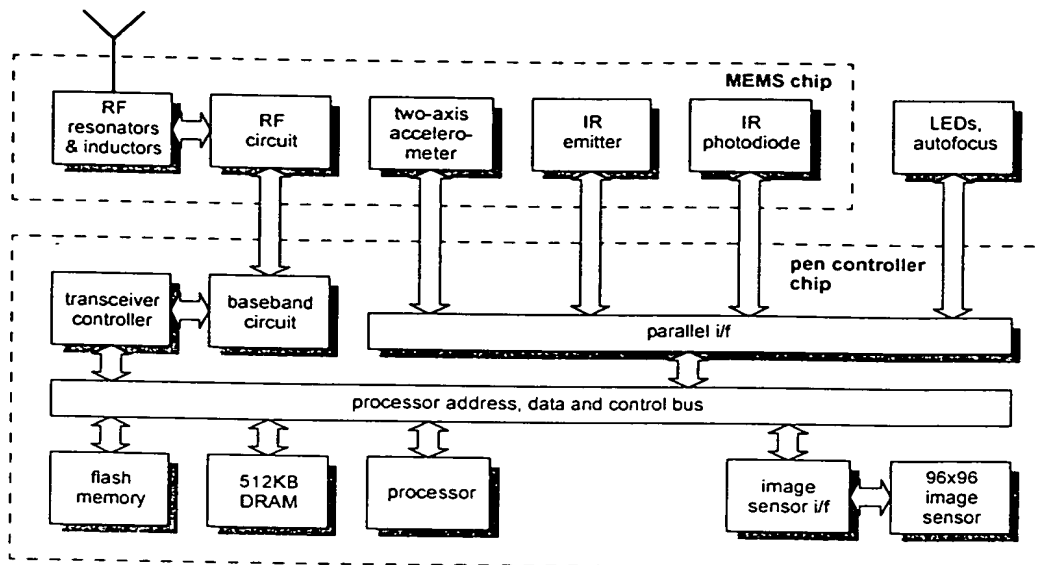 MEMS chip
RF
resonators
& inductors
RF
circuit
two-axis
accelero-
meter
IR
emitter
IR
photodiode
LEDs,
autofocus
pen controller
chip
transceiver
controller
baseband
circuit
parallel i/f
processor address, data and control bus
flash
memory
512KB
DRAM
processor
image
sensor i/f
96x96
image
sensor